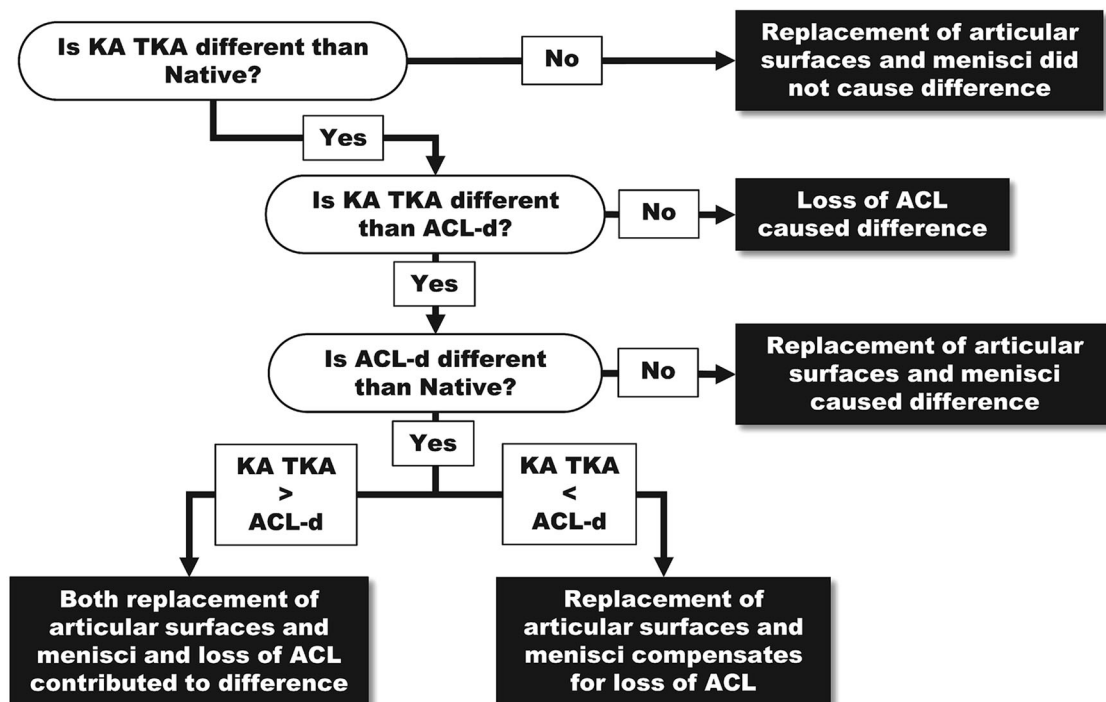 Is KA TKA different than
Native?
No
Replacement of articular
surfaces and menisci did
not cause difference
Yes
Is KA TKA different
than ACL-d?
No
Loss of ACL
caused difference
Yes
Is ACL-d different
than Native?
No
Replacement of articular
surfaces and menisci
caused difference
Yes
KA TKA
>
ACL-d
KA TKA
<
ACL-d
Both replacement of
articular surfaces and
menisci and loss of ACL
contributed to difference
Replacement of
articular surfaces and
menisci compensates
for loss of ACL